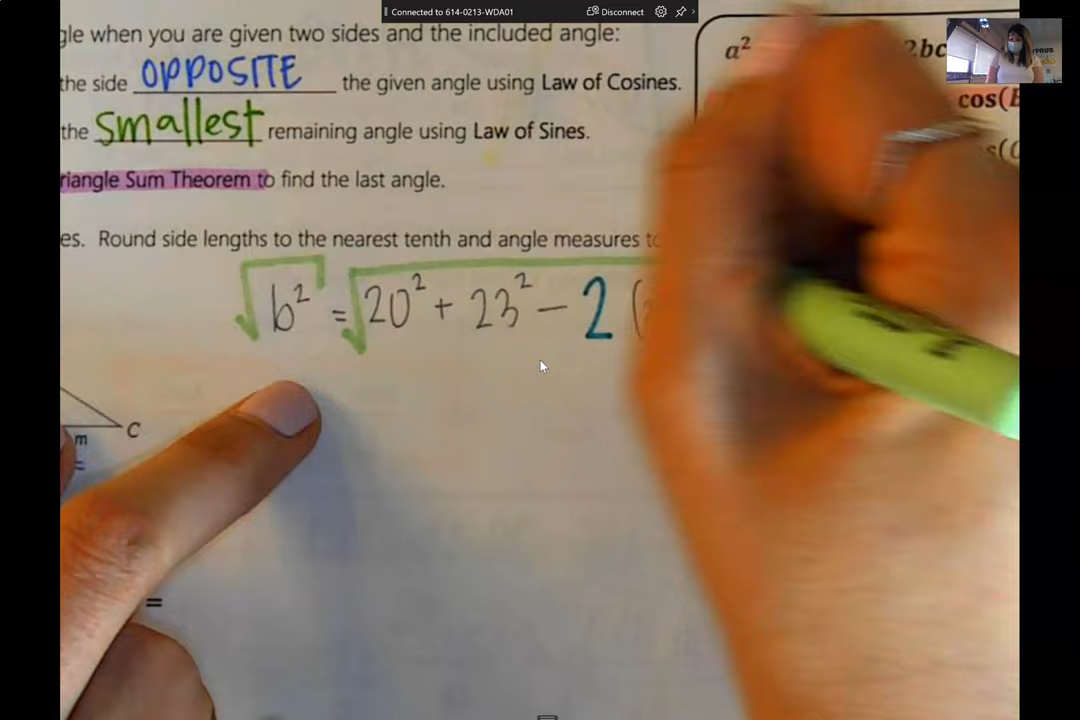 Connected to 614-0213-WDA01 Disconnect
gle when you are given two sides and the included angle:
the side OPPOSITE the given angle using Law of Cosines.
the smallest remaining angle using Law of Sines.
riangle Sum Theorem to find the last angle.
es. Round side lengths to the nearest tenth and angle measures to
a²
2bc
cos(B
s(C
√b² = √20² + 23² − 2 (
C
m
=
=